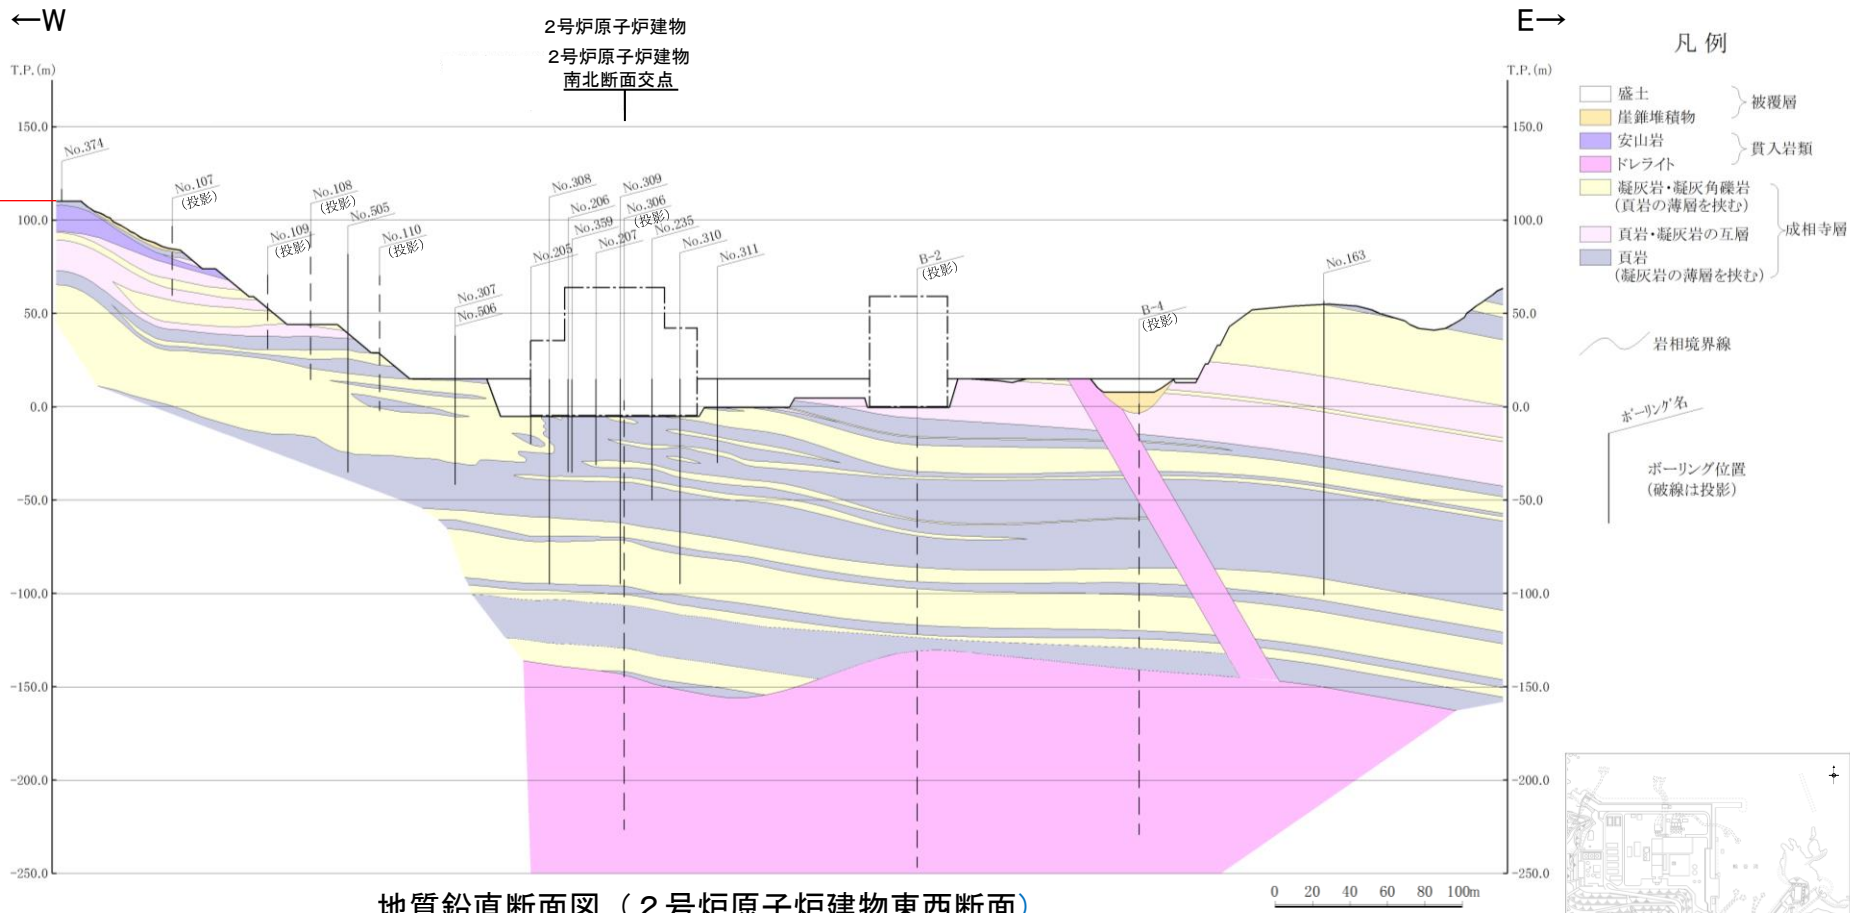 ←W
E→
2号炉原子炉建物
2号炉原子炉建物
南北断面交点
T.P.(m)
T.P.(m)
150.0
100.0
50.0
0.0
-50.0
-100.0
-150.0
-200.0
-250.0
150.0
100.0
50.0
0.0
-50.0
-100.0
-150.0
-200.0
-250.0
No.374
No.107
(投影)
No.108
(投影)
No.109
(投影)
No.505
No.110
(投影)
No.307
No.506
No.205
No.308
No.206
No.359
No.207
No.309
No.306
(投影)
No.235
No.310
No.311
B-2
(投影)
B-4
(投影)
No.163
凡 例
盛土
崖錐堆積物
被覆層
安山岩
ドレライト
貫入岩類
凝灰岩・凝灰角礫岩
(頁岩の薄層を挟む)
頁岩・凝灰岩の互層
頁岩
(凝灰岩の薄層を挟む)
成相寺層
岩相境界線
ボーリング名
ボーリング位置
(破線は投影)
0 20 40 60 80 100m
地質鉛直断面図（２号炉原子炉建物東西断面）